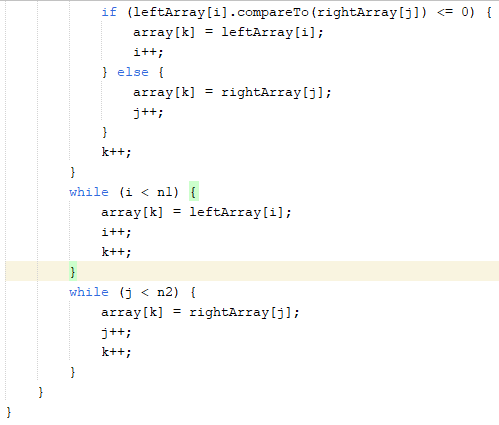 if (leftArray[i].compareTo(rightArray[j]) <= 0) {
array[k] = leftArray[i];
i++;
} else {
array[k] = rightArray[j];
j++;
}
k++;
}
while (i < n1) {
array[k] = leftArray[i];
i++;
k++;
}
while (j < n2) {
array[k] = rightArray[j];
j++;
k++;
}
}
}